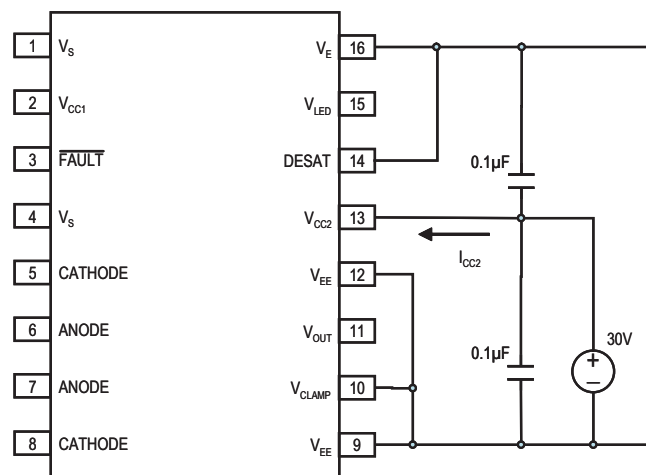 1 V_S
2 V_CC1
3 FAULT
4 V_S
5 CATHODE
6 ANODE
7 ANODE
8 CATHODE
V_E 16
V_LED 15
DESAT 14
V_CC2 13
V_EE 12
V_OUT 11
V_CLAMP 10
V_EE 9
0.1µF
I_CC2
0.1µF
30V
+
–